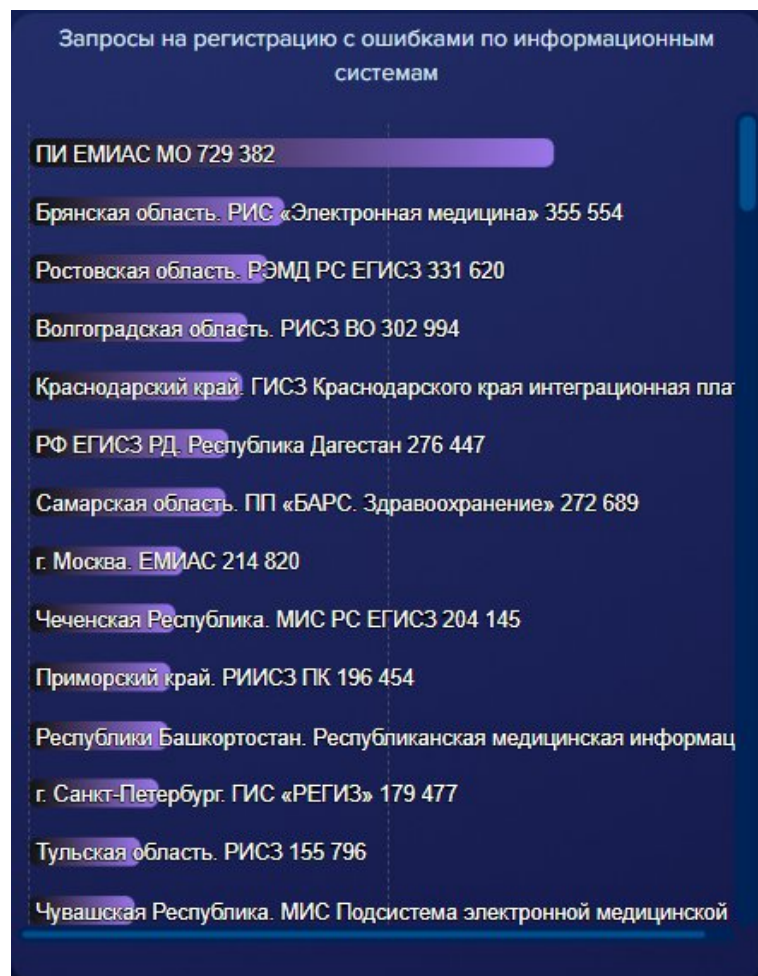 Запросы на регистрацию с ошибками по информационным
системам
ПИ ЕМИАС МО 729 382
Брянская область. РИС «Электронная медицина» 355 554
Ростовская область. РЭМД РС ЕГИСЗ 331 620
Волгоградская область. РИСЗ ВО 302 994
Краснодарский край. ГИСЗ Краснодарского края интеграционная
РФ ЕГИСЗ РД. Республика Дагестан 276 447
Самарская область. ПП «БАРС. Здравоохранение» 272 689
г. Москва. ЕМИАС 214 820
Чеченская Республика. МИС РС ЕГИСЗ 204 145
Приморский край. РИИСЗ ПК 196 454
Республики Башкортостан. Республиканская медицинская информац
г. Санкт-Петербург. ГИС «РЕГИЗ» 179 477
Тульская область. РИСЗ 155 796
Чувашская Республика. МИС Подсистема электронной медицинской